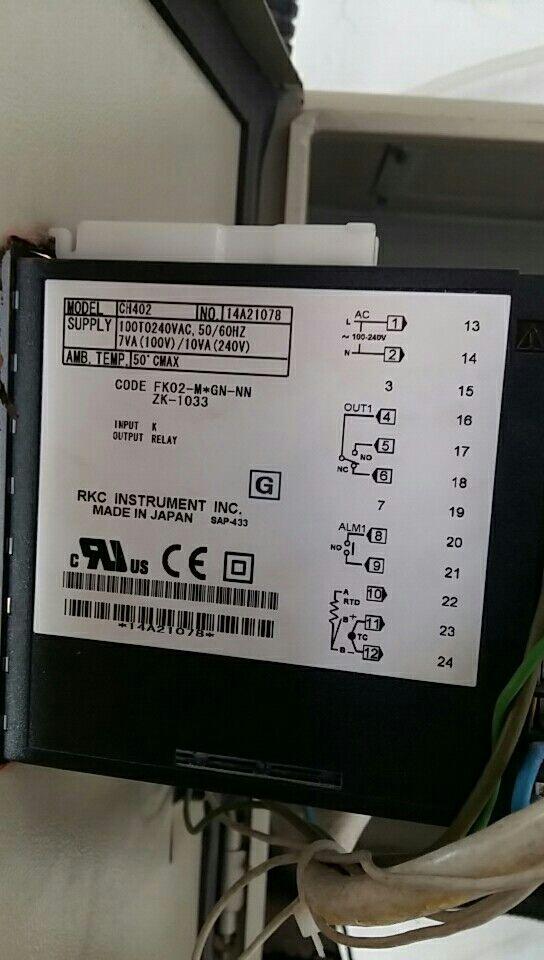 MODEL CH402 NO. 14A21078
SUPPLY 100TO240VAC, 50/60HZ
7VA(100V)/10VA(240V)
AMB. TEMP. 50°CMAX
CODE FK02-M*GN-NN
ZK-1033
INPUT K
OUTPUT RELAY
G
RKC INSTRUMENT INC.
MADE IN JAPAN SAP-433
C RU US CE
*14A21078*
AC
L 1 13
~ 100-240V
N 2 14
3 15
OUT1 4 16
5 17
NO
NC 6 18
7 19
ALM1 8 20
NO
9 21
A 10 22
RTD
B + 11 23
TC
B - 12 24